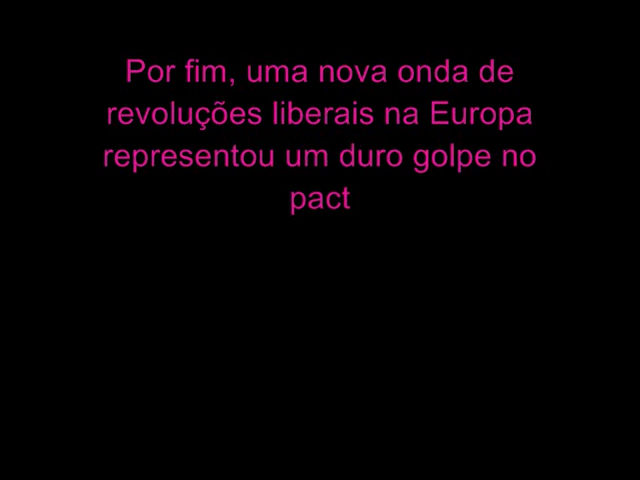 Por fim, uma nova onda de
revoluções liberais na Europa
representou um duro golpe no
pact